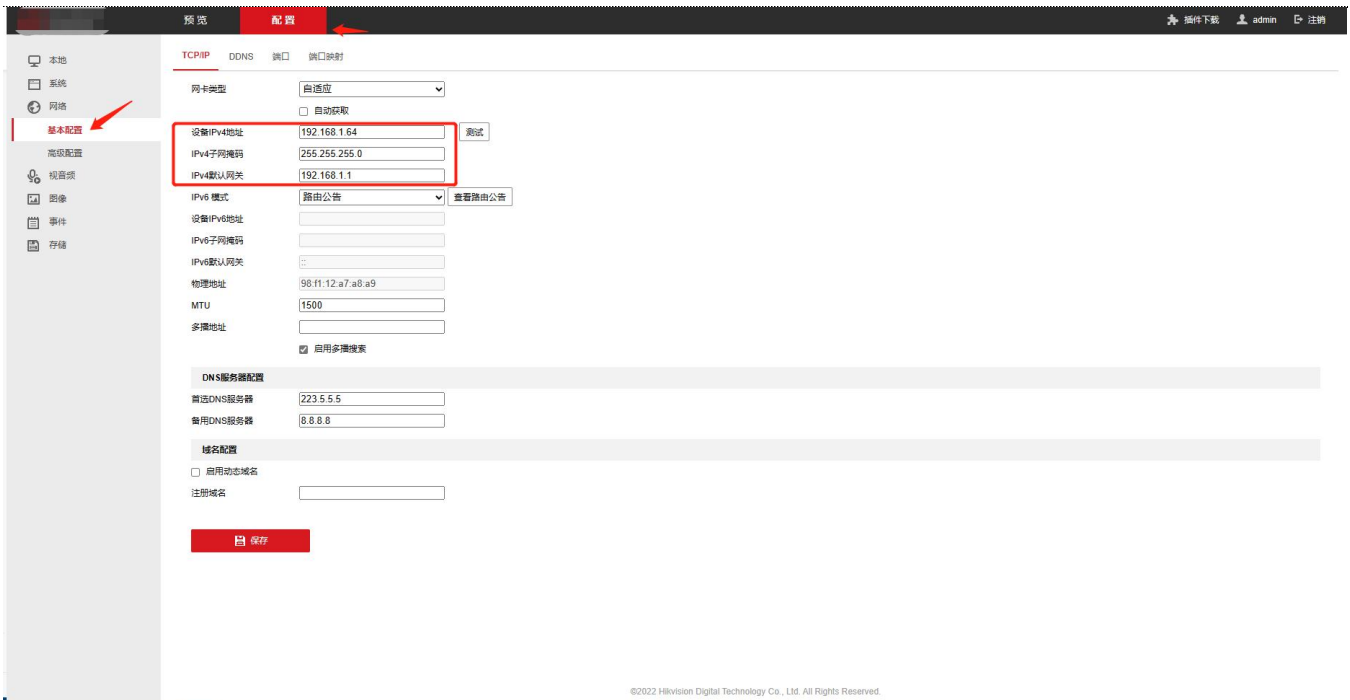 预览 配置 插件下载 admin 注销
本地
系统
网络
基本配置
高级配置
视音频
图像
事件
存储
TCP/IP DDNS 端口 端口映射
网卡类型 自适应
自动获取
设备IPv4地址 192.168.1.64 测试
IPv4子网掩码 255.255.255.0
IPv4默认网关 192.168.1.1
IPv6 模式 路由公告 查看路由公告
设备IPv6地址
IPv6子网掩码
IPv6默认网关 ::
物理地址 98:f1:12:a7:a8:a9
MTU 1500
多播地址
启用多播搜索
DNS服务器配置
首选DNS服务器 223.5.5.5
备用DNS服务器 8.8.8.8
域名配置
启用动态域名
注册域名
保存
©2022 Hikvision Digital Technology Co., Ltd. All Rights Reserved.